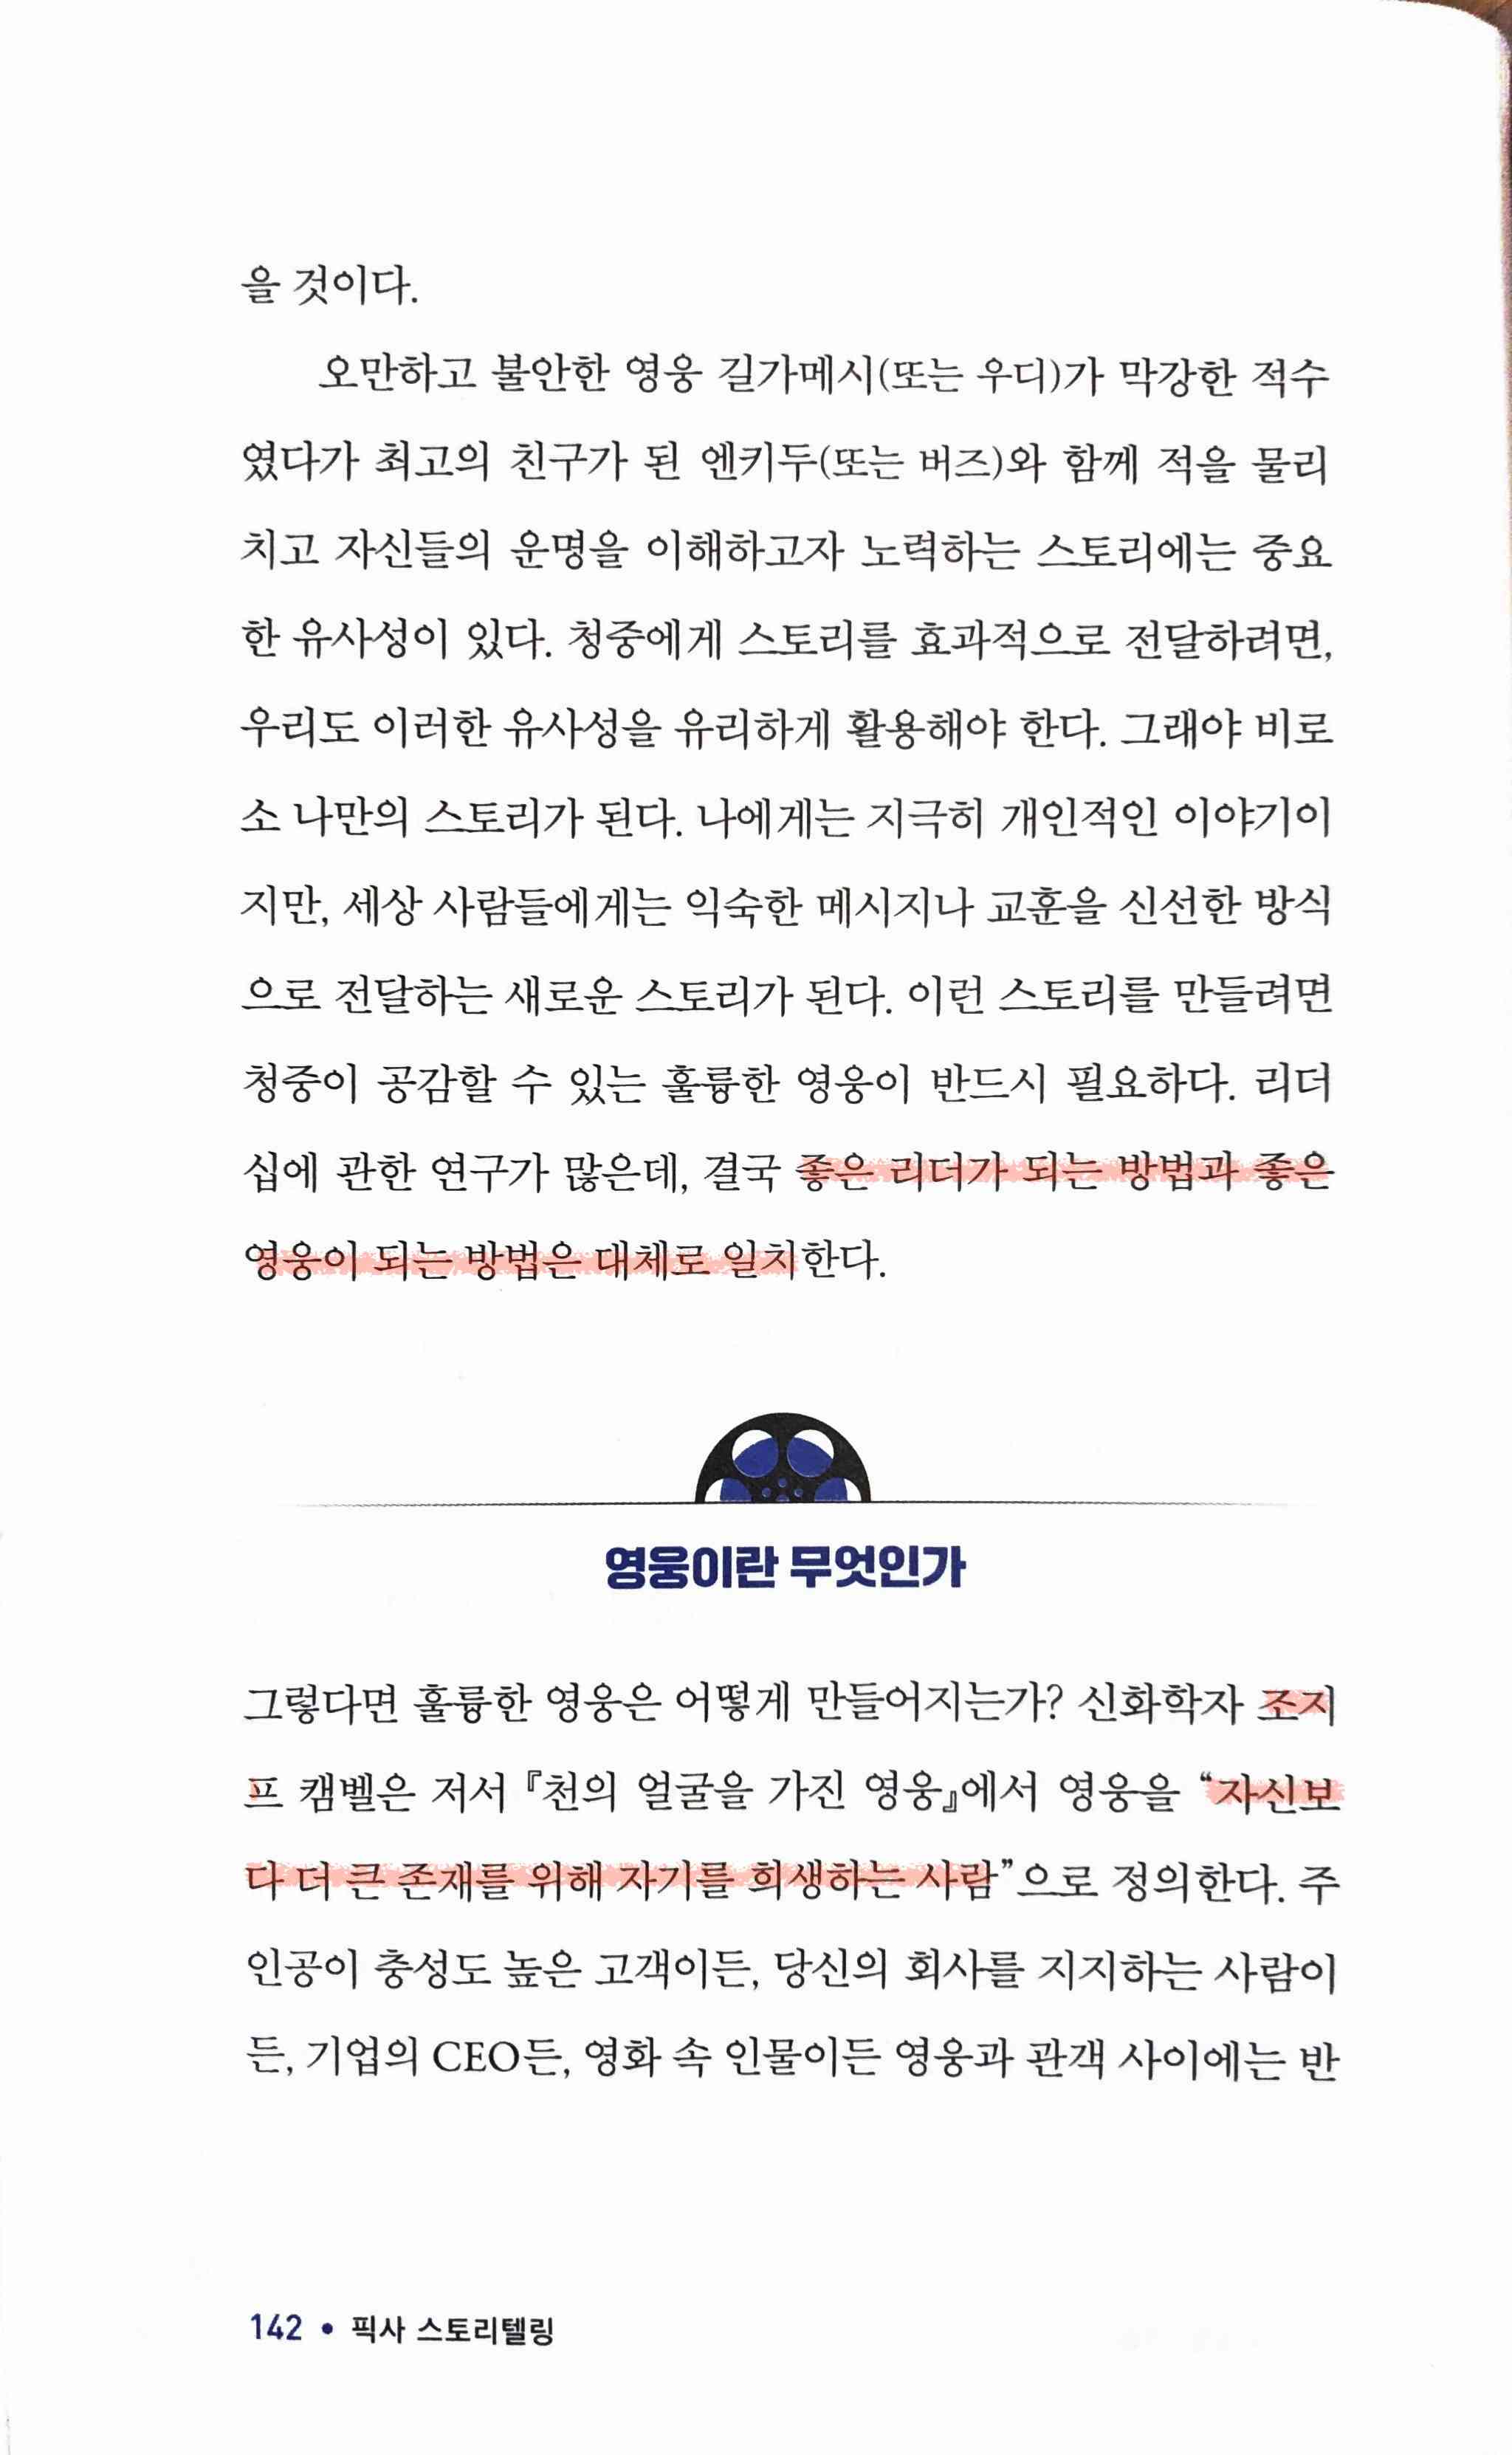 을 것이다.
오만하고 불안한 영웅 길가메시(또는 우디)가 막강한 적수
였다가 최고의 친구가 된 엔키두(또는 버즈)와 함께 적을 물리
치고 자신들의 운명을 이해하고자 노력하는 스토리에는 중요
한 유사성이 있다. 청중에게 스토리를 효과적으로 전달하려면,
우리도 이러한 유사성을 유리하게 활용해야 한다. 그래야 비로
소 나만의 스토리가 된다. 나에게는 지극히 개인적인 이야기이
지만, 세상 사람들에게는 익숙한 메시지나 교훈을 신선한 방식
으로 전달하는 새로운 스토리가 된다. 이런 스토리를 만들려면
청중이 공감할 수 있는 훌륭한 영웅이 반드시 필요하다. 리더
십에 관한 연구가 많은데, 결국 좋은 리더가 되는 방법과 좋은
영웅이 되는 방법은 대체로 일치한다.
영웅이란 무엇인가
그렇다면 훌륭한 영웅은 어떻게 만들어지는가? 신화학자 조지
프 캠벨은 저서 『천의 얼굴을 가진 영웅』에서 영웅을 “자신보
다 더 큰 존재를 위해 자기를 희생하는 사람”으로 정의한다. 주
인공이 충성도 높은 고객이든, 당신의 회사를 지지하는 사람이
든, 기업의 CEO든, 영화 속 인물이든 영웅과 관객 사이에는 반
142 • 픽사 스토리텔링